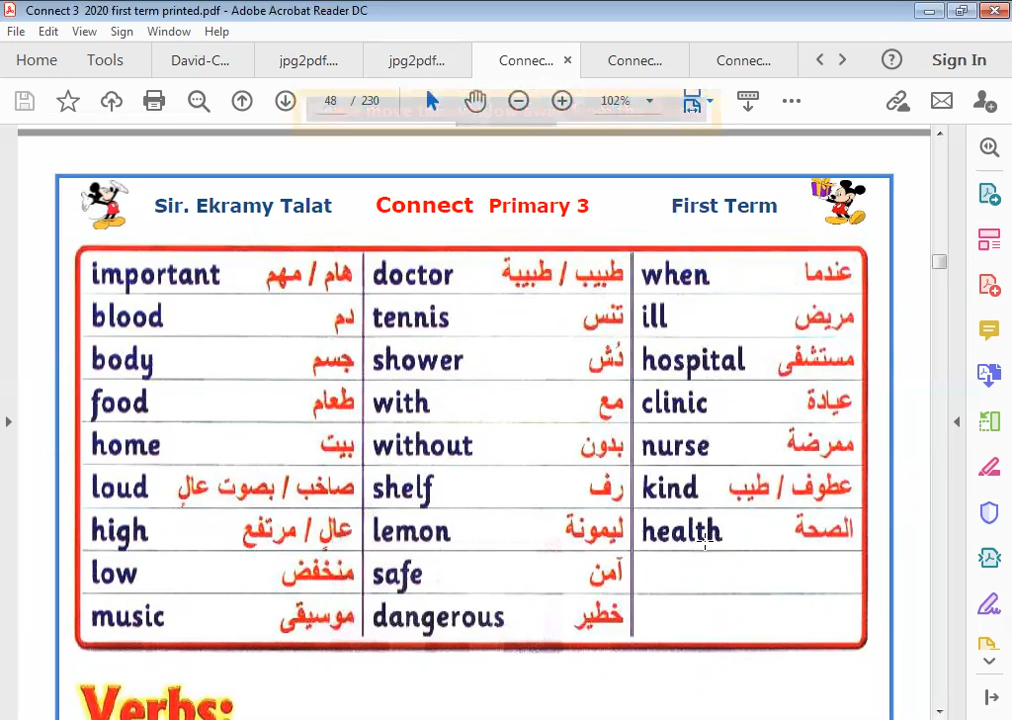 Connect 3 2020 first term printed.pdf - Adobe Acrobat Reader DC
File Edit View Sign Window Help
Home Tools David-C... jpg2pdf.... jpg2pdf.... Connec... × Connec... Connec... Sign In
48 / 230 102%
Sir. Ekramy Talat Connect Primary 3 First Term
important هام / مهم doctor طبيب / طبيبة when عندما
blood دم tennis تنس ill مريض
body جسم shower دُش hospital مستشفى
food طعام with مع clinic عيادة
home بيت without بدون nurse ممرضة
loud صاخب / بصوت عالٍ shelf رف kind عطوف / طيب
high عالٍ / مرتفع lemon ليمونة health الصحة
low منخفض safe آمن
music موسيقى dangerous خطير
Verbs: